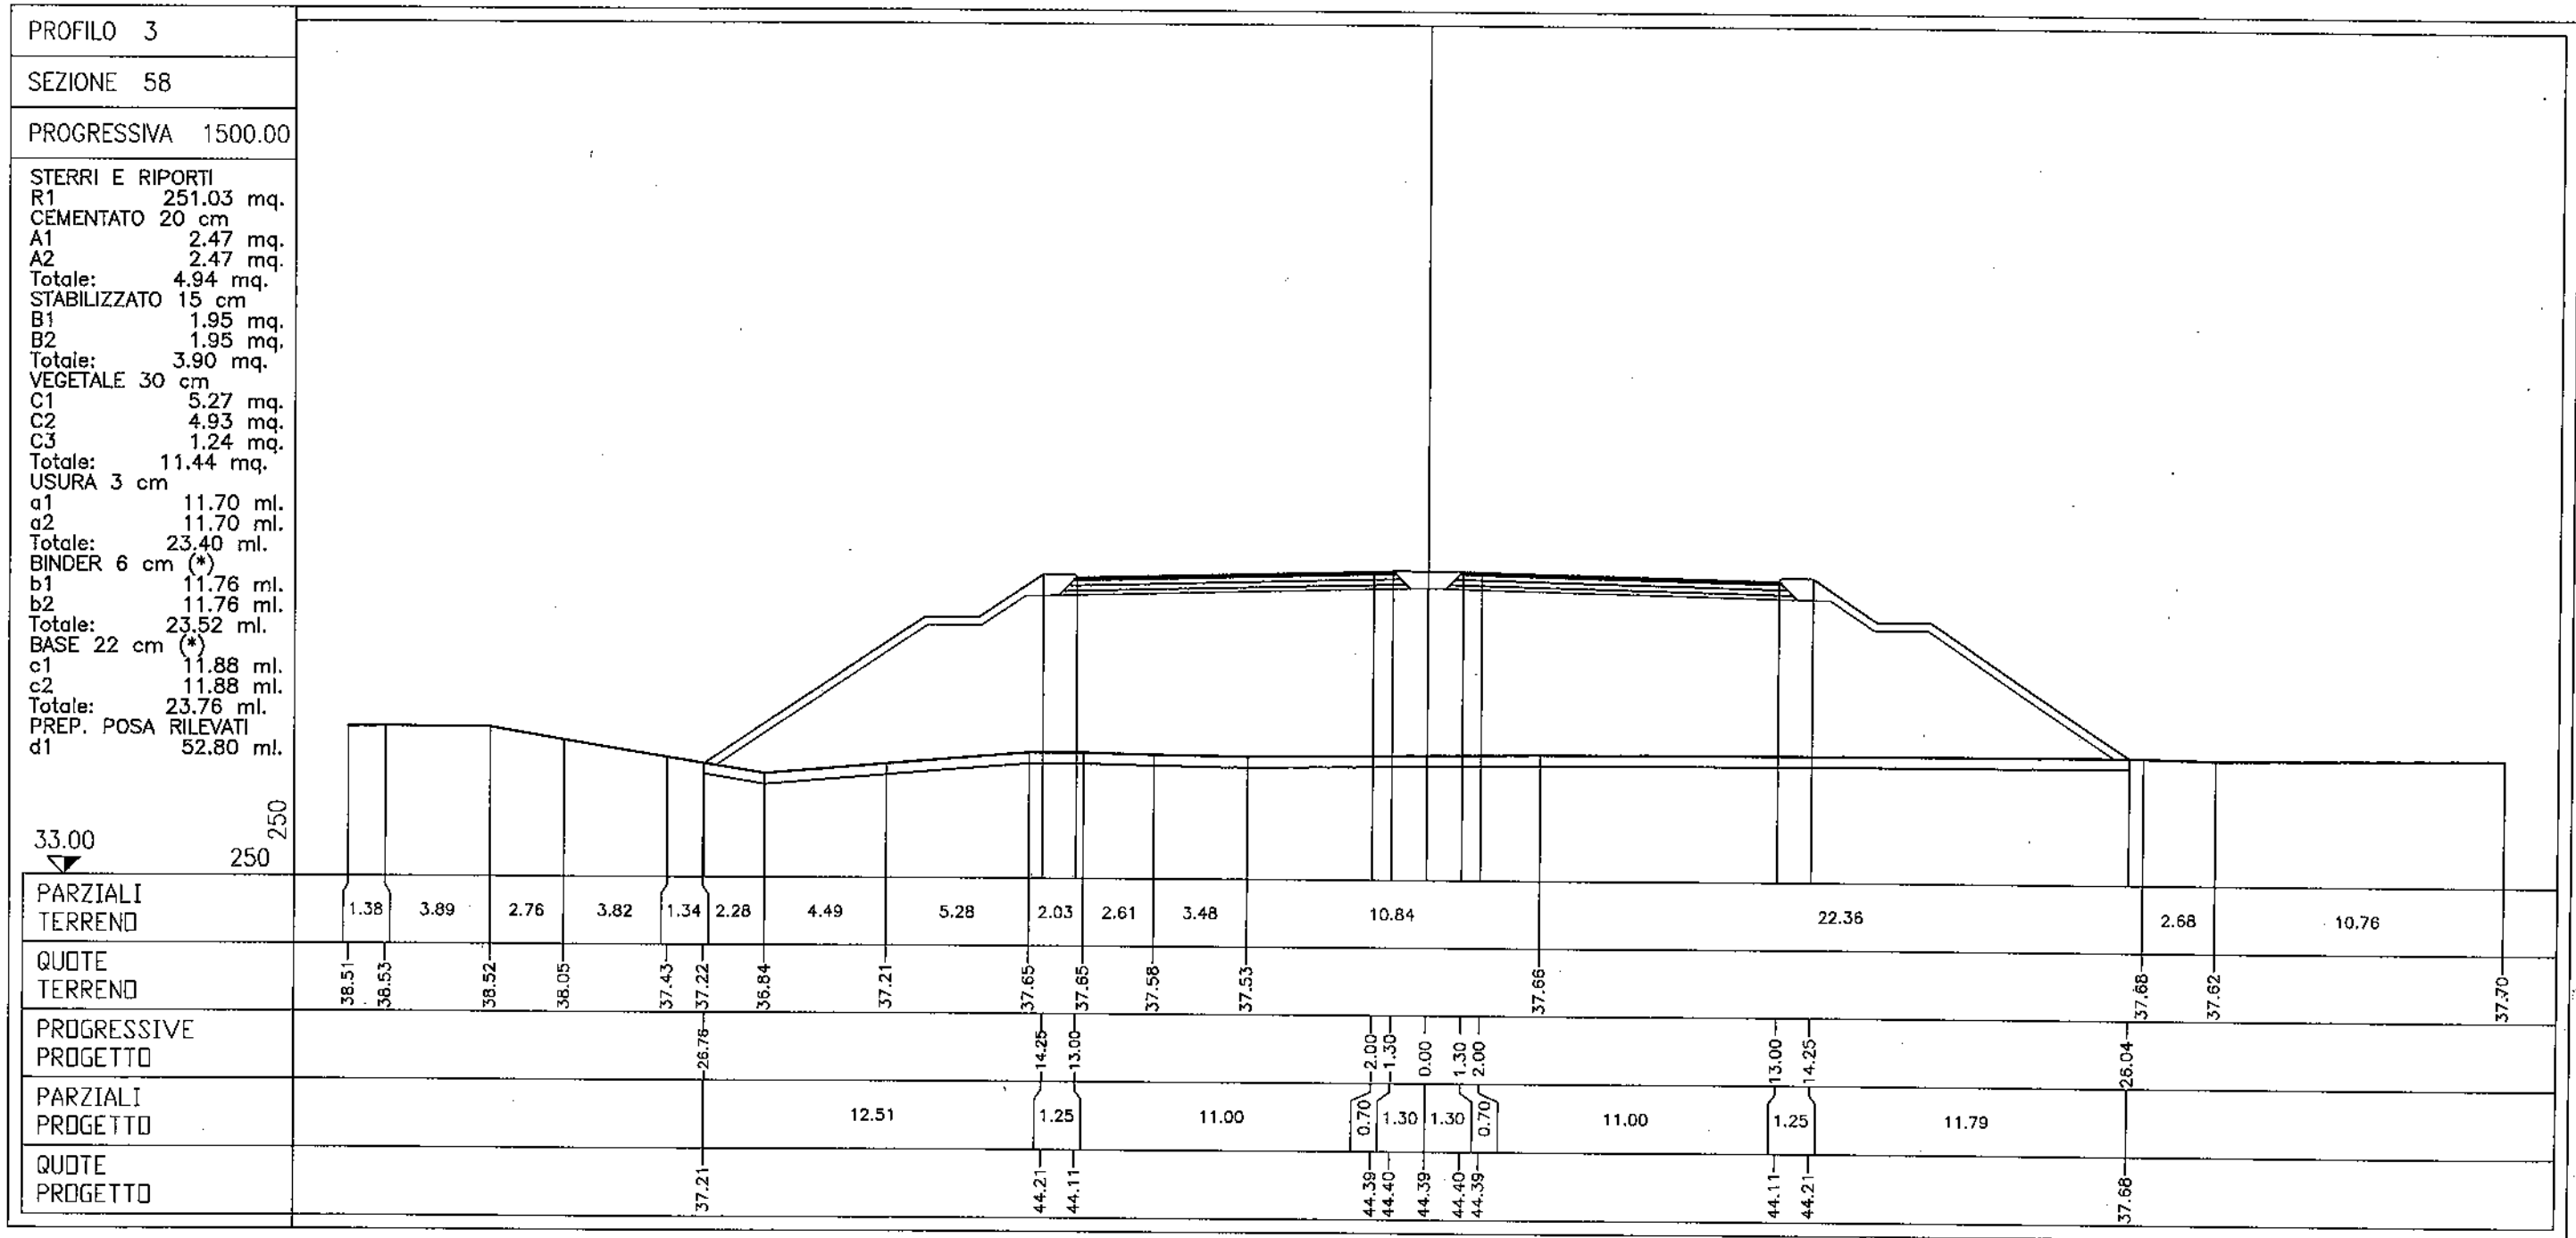 PROFILO 3
SEZIONE 58
PROGRESSIVA 1500.00
STERRI E RIPORTI
R1 251.03 mq.
CEMENTATO 20 cm
A1 2.47 mq.
A2 2.47 mq.
Totale: 4.94 mq.
STABILIZZATO 15 cm
B1 1.95 mq.
B2 1.95 mq.
Totale: 3.90 mq.
VEGETALE 30 cm
C1 5.27 mq.
C2 4.93 mq.
C3 1.24 mq.
Totale: 11.44 mq.
USURA 3 cm
a1 11.70 ml.
a2 11.70 ml.
Totale: 23.40 ml.
BINDER 6 cm (*)
b1 11.76 ml.
b2 11.76 ml.
Totale: 23.52 ml.
BASE 22 cm (*)
c1 11.88 ml.
c2 11.88 ml.
Totale: 23.76 ml.
PREP. POSA RILEVATI
d1 52.80 ml.
250
33.00
250
PARZIALI
TERRENO
1.38 3.89 2.76 3.82 1.34 2.28 4.49 5.28 2.03 2.61 3.48 10.84 22.36 2.68 10.76
QUOTE
TERRENO
38.51 38.53 38.52 38.05 37.43 37.22 36.84 37.21 37.65 37.65 37.58 37.53 37.66 37.68 37.62 37.70
PROGRESSIVE
PROGETTO
-26.76 -14.25 -13.00 -2.00 -1.30 0.00 1.30 2.00 13.00 14.25 26.04
PARZIALI
PROGETTO
12.51 1.25 11.00 0.70 1.30 1.30 0.70 11.00 1.25 11.79
QUOTE
PROGETTO
37.21 44.21 44.11 44.39 44.40 44.39 44.40 44.39 44.11 44.21 37.68